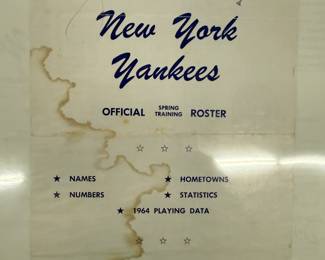 New York
Yankees
OFFICIAL SPRING TRAINING ROSTER
☆ ☆ ☆
★ NAMES ★ HOMETOWNS
★ NUMBERS ★ STATISTICS
★ 1964 PLAYING DATA
☆ ☆ ☆